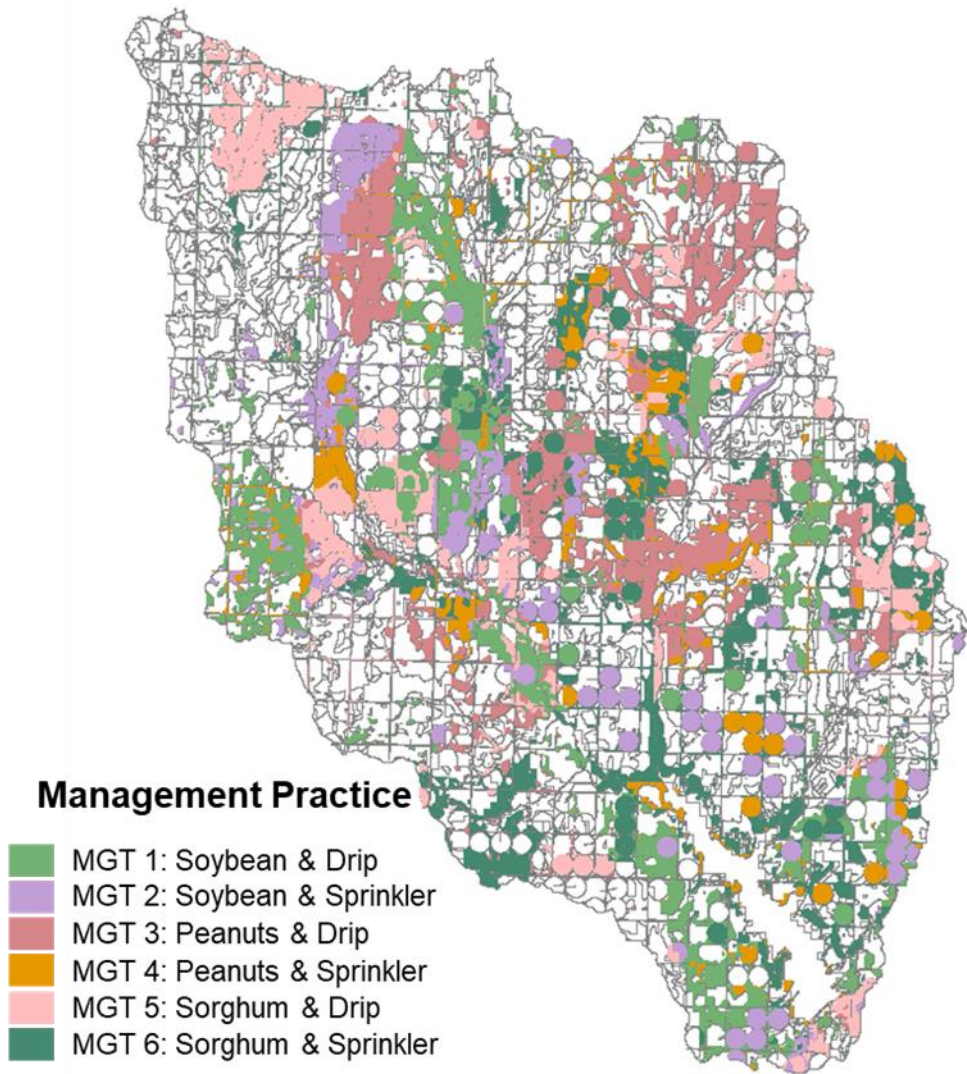 Management Practice
MGT 1: Soybean & Drip
MGT 2: Soybean & Sprinkler
MGT 3: Peanuts & Drip
MGT 4: Peanuts & Sprinkler
MGT 5: Sorghum & Drip
MGT 6: Sorghum & Sprinkler